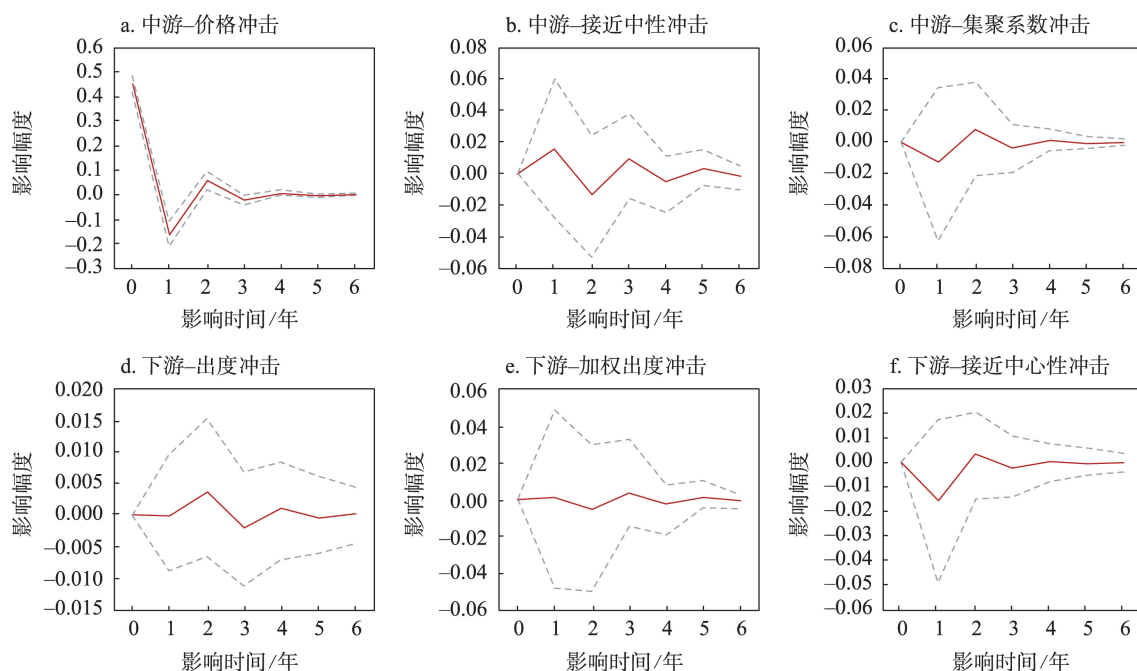 a. 中游–价格冲击
0.6
0.5
0.4
0.3
0.2
0.1
0.0
–0.1
–0.2
–0.3
影响幅度
0 1 2 3 4 5 6
影响时间/年
b. 中游–接近中性冲击
0.08
0.06
0.04
0.02
0.00
–0.02
–0.04
–0.06
影响幅度
0 1 2 3 4 5 6
影响时间/年
c. 中游–集聚系数冲击
0.06
0.04
0.02
0.00
–0.02
–0.04
–0.06
–0.08
影响幅度
0 1 2 3 4 5 6
影响时间/年
d. 下游–出度冲击
0.020
0.015
0.010
0.005
0.000
–0.005
–0.010
–0.015
影响幅度
0 1 2 3 4 5 6
影响时间/年
e. 下游–加权出度冲击
0.06
0.04
0.02
0.00
–0.02
–0.04
–0.06
影响幅度
0 1 2 3 4 5 6
影响时间/年
f. 下游–接近中心性冲击
0.03
0.02
0.01
0.00
–0.01
–0.02
–0.03
–0.04
–0.05
–0.06
影响幅度
0 1 2 3 4 5 6
影响时间/年